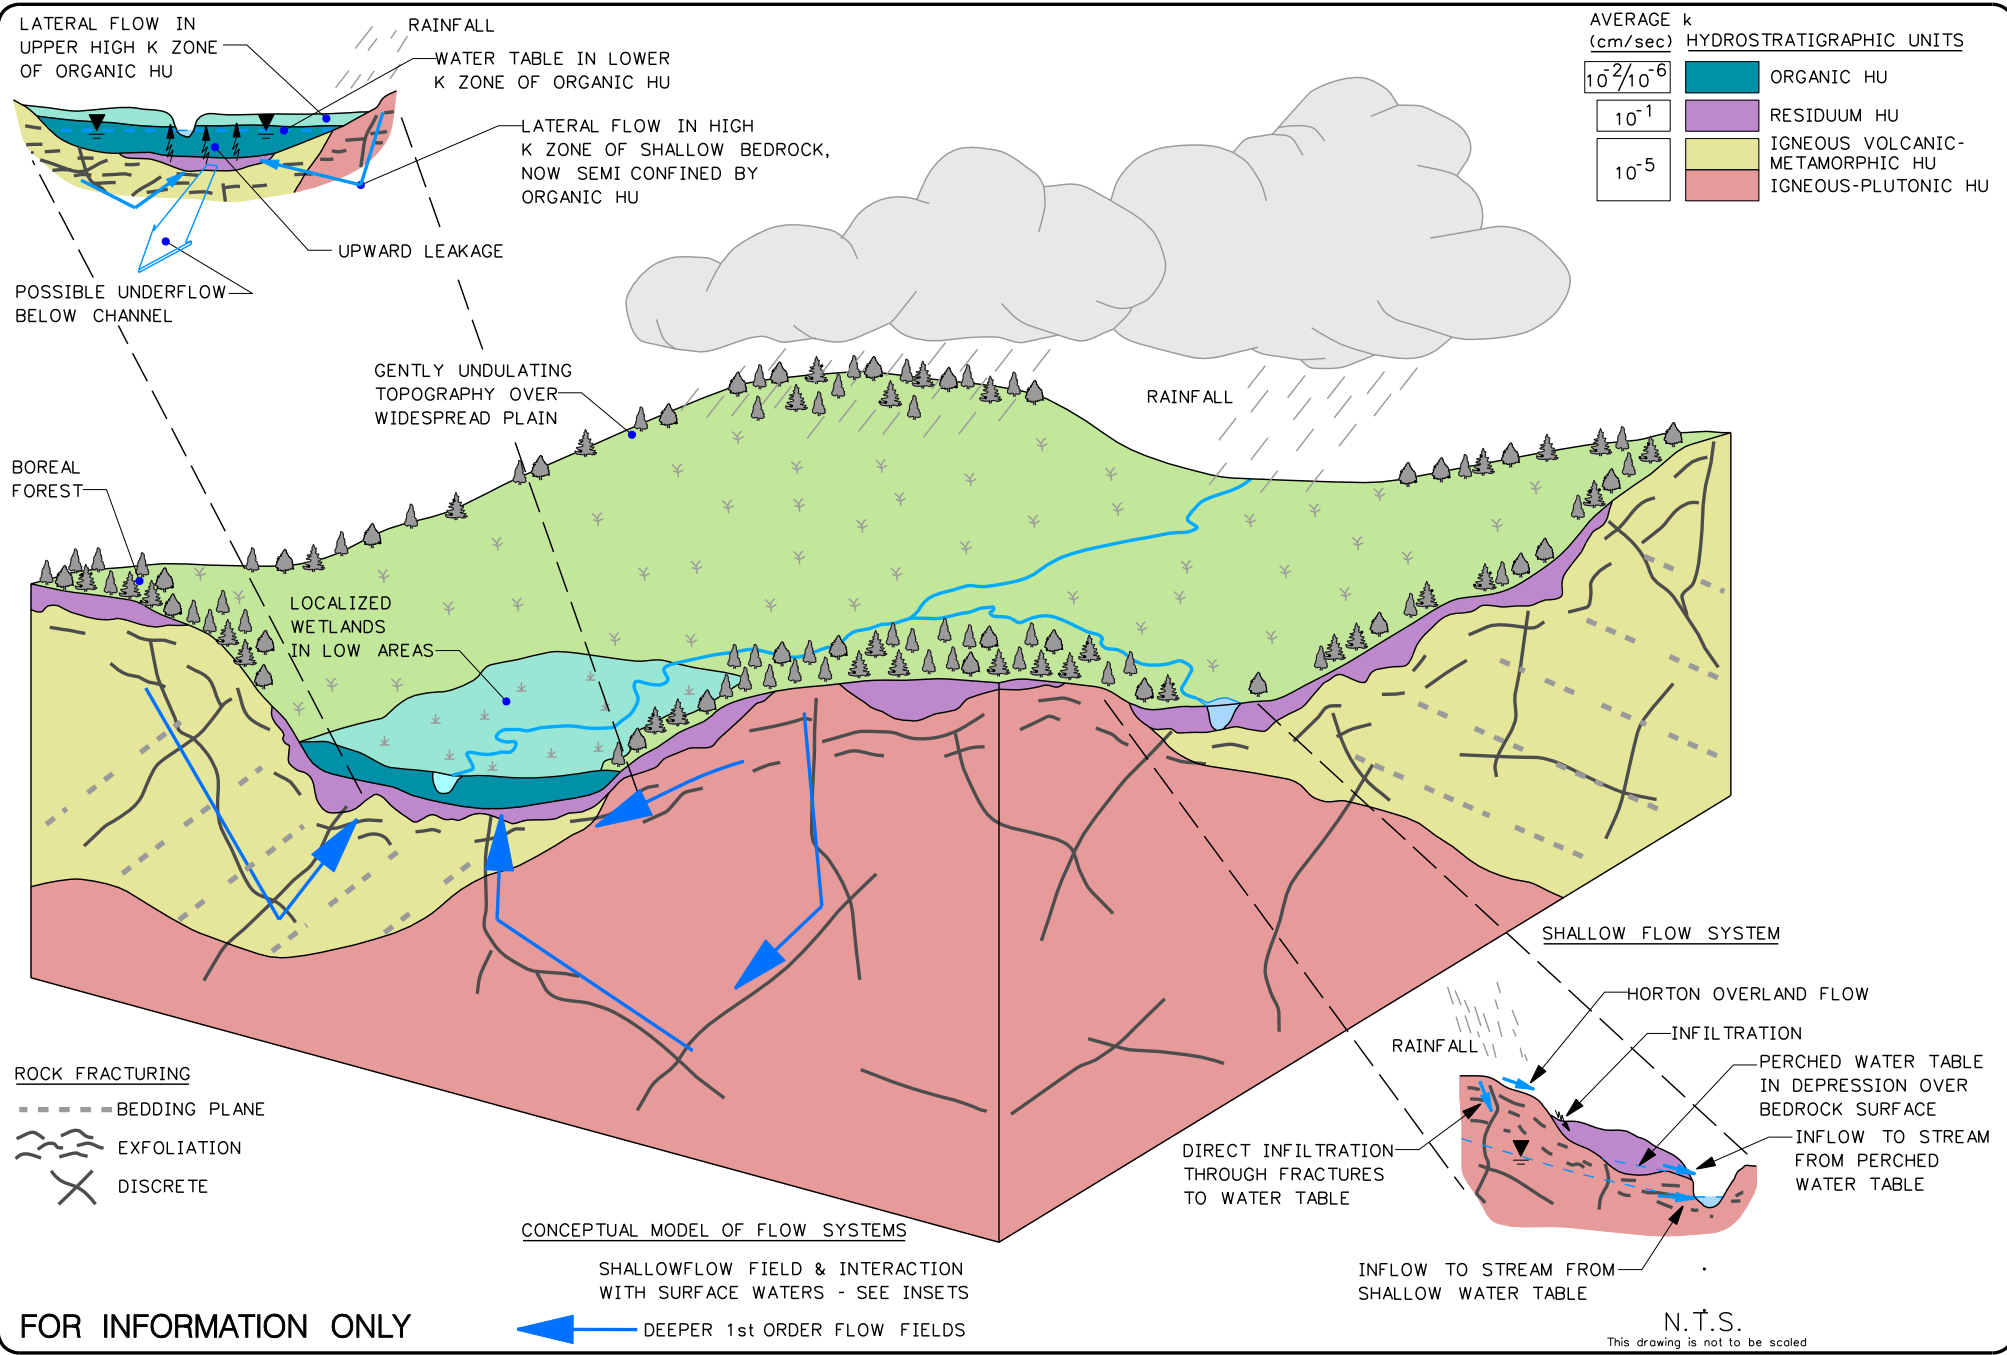 LATERAL FLOW IN
UPPER HIGH K ZONE
OF ORGANIC HU
RAINFALL
WATER TABLE IN LOWER
K ZONE OF ORGANIC HU
LATERAL FLOW IN HIGH
K ZONE OF SHALLOW BEDROCK,
NOW SEMI CONFINED BY
ORGANIC HU
UPWARD LEAKAGE
POSSIBLE UNDERFLOW
BELOW CHANNEL
AVERAGE k
(cm/sec)
HYDROSTRATIGRAPHIC UNITS
10-2/10-6
ORGANIC HU
10-1
RESIDUUM HU
10-5
IGNEOUS VOLCANIC-
METAMORPHIC HU
IGNEOUS-PLUTONIC HU
GENTLY UNDULATING
TOPOGRAPHY OVER
WIDESPREAD PLAIN
RAINFALL
BOREAL
FOREST
LOCALIZED
WETLANDS
IN LOW AREAS
SHALLOW FLOW SYSTEM
HORTON OVERLAND FLOW
INFILTRATION
RAINFALL
PERCHED WATER TABLE
IN DEPRESSION OVER
BEDROCK SURFACE
INFLOW TO STREAM
FROM PERCHED
WATER TABLE
DIRECT INFILTRATION
THROUGH FRACTURES
TO WATER TABLE
INFLOW TO STREAM FROM
SHALLOW WATER TABLE
ROCK FRACTURING
BEDDING PLANE
EXFOLIATION
DISCRETE
CONCEPTUAL MODEL OF FLOW SYSTEMS
SHALLOWFLOW FIELD & INTERACTION
WITH SURFACE WATERS - SEE INSETS
DEEPER 1st ORDER FLOW FIELDS
FOR INFORMATION ONLY
N.T.S.
This drawing is not to be scaled